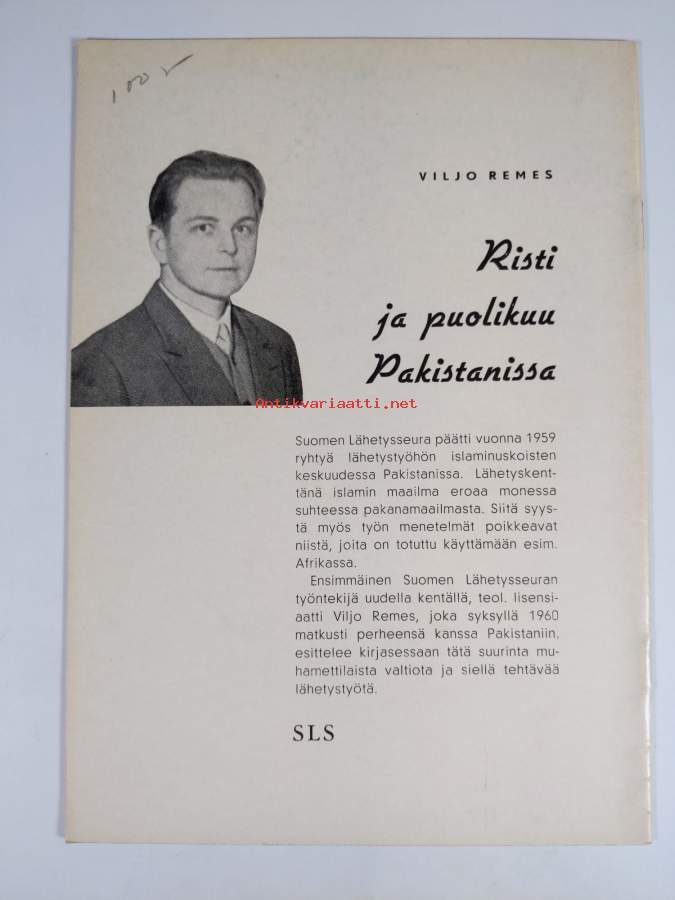 100
VILJO REMES
Risti
ja puolikuu
Pakistanissa
Antikvariaatti.net
Suomen Lähetysseura päätti vuonna 1959
ryhtyä lähetystyöhön islaminuskoisten
keskuudessa Pakistanissa. Lähetyskent-
tänä islamin maailma eroaa monessa
suhteessa pakanamaailmasta. Siitä syys-
tä myös työn menetelmät poikkeavat
niistä, joita on totuttu käyttämään esim.
Afrikassa.
Ensimmäinen Suomen Lähetysseuran
työntekijä uudella kentällä, teol. lisensi-
aatti Viljo Remes, joka syksyllä 1960
matkusti perheensä kanssa Pakistaniin,
esittelee kirjasessaan tätä suurinta mu-
hamettilaista valtiota ja siellä tehtävää
lähetystyötä.
SLS